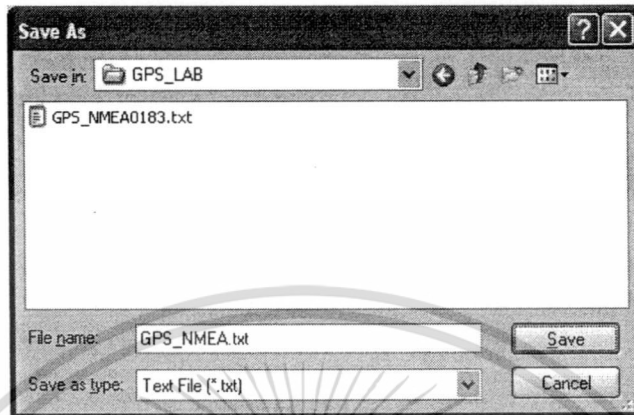 Save As
Save in: GPS_LAB
GPS_NMEA0183.txt
File name: GPS_NMEA.txt Save
Save as type: Text File (*.txt) Cancel